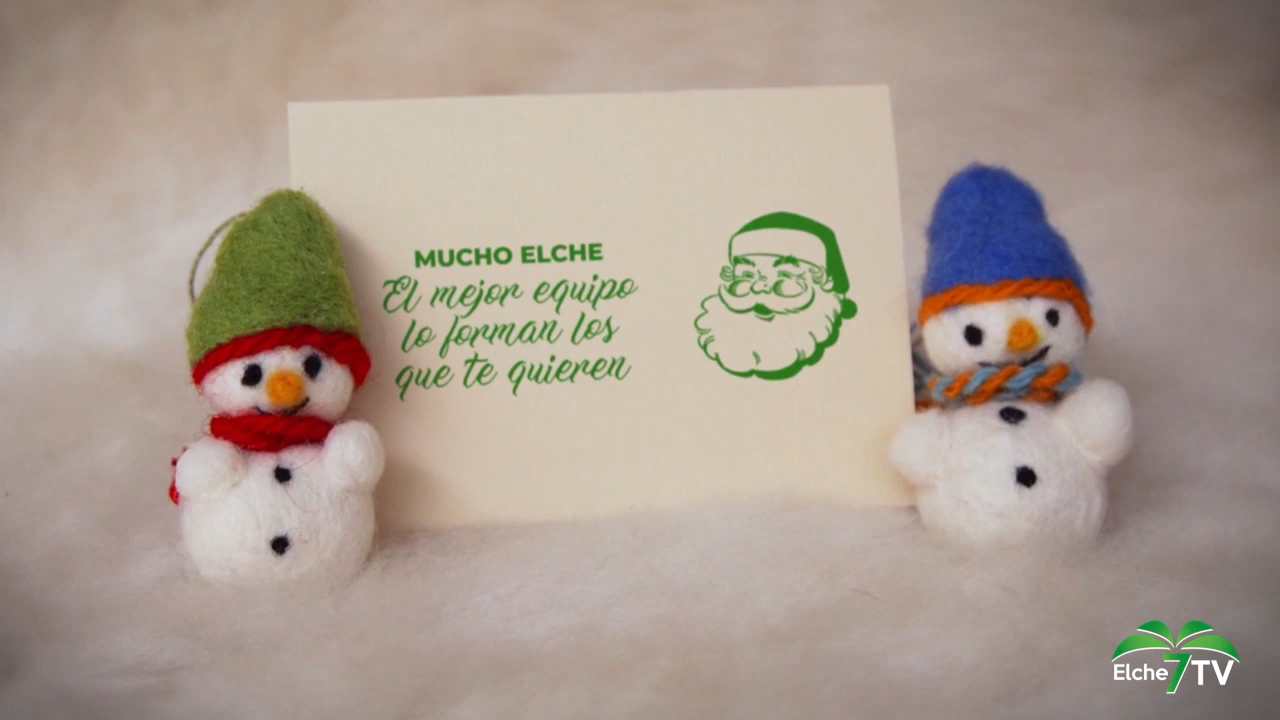 MUCHO ELCHE
El mejor equipo
lo forman los
que te quieren
Elche 7 TV